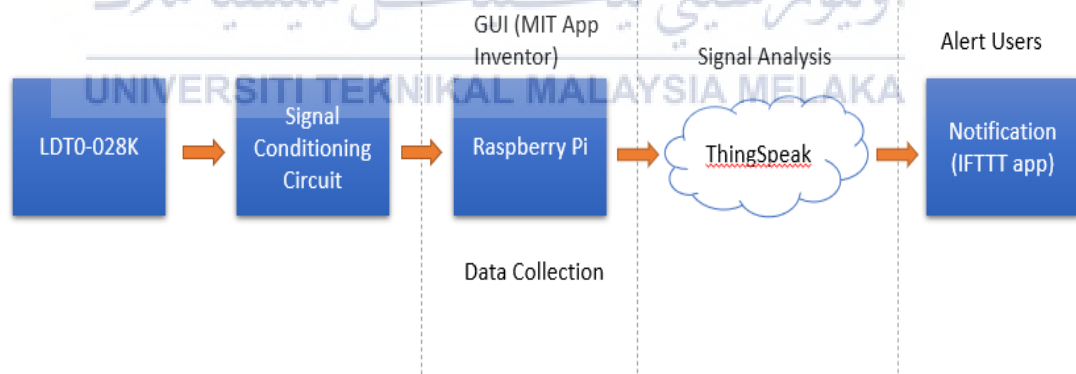 GUI (MIT App
Inventor)
Signal Analysis
Alert Users
UNIVERSITI TEKNIKAL MALAYSIA MELAKA
LDT0-028K
Signal
Conditioning
Circuit
Raspberry Pi
ThingSpeak
Notification
(IFTTT app)
Data Collection